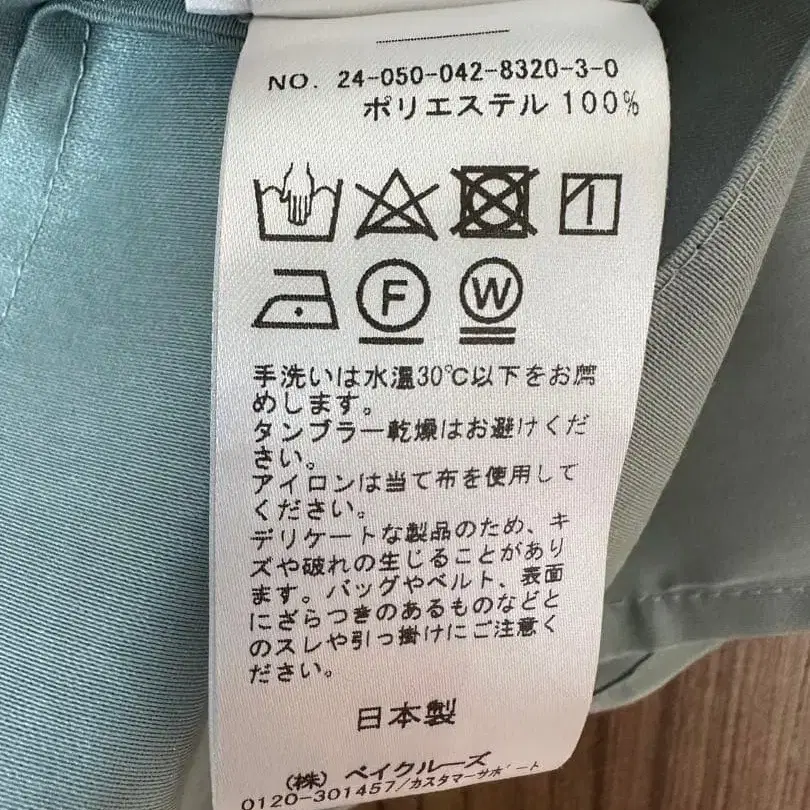 NO. 24-050-042-8320-3-0
ポリエステル 100%
F
W
手洗いは水温30℃以下をお薦
めします。
タンブラー乾燥はお避けくだ
さい。
アイロンは当て布を使用して
ください。
デリケートな製品のため、キ
ズや破れの生じることがあり
ます。バッグやベルト、表面
にざらつきのあるものなどと
のスレや引っ掛けにご注意く
ださい。
日本製
(株) ベイクルーズ
0120-301457/カスタマーサポート